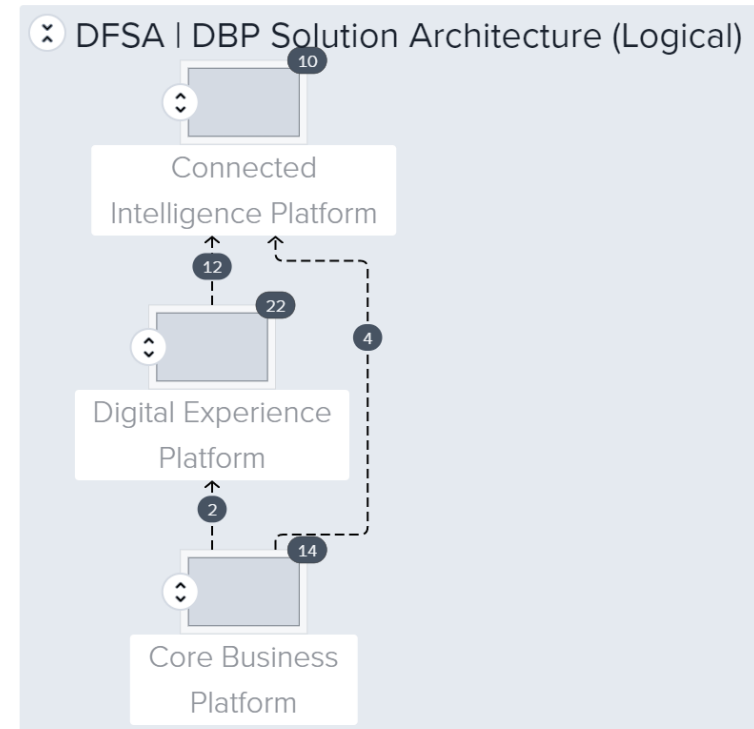 DFSA | DBP Solution Architecture (Logical)
10
Connected
Intelligence Platform
12
22
4
Digital Experience
Platform
2
14
Core Business
Platform